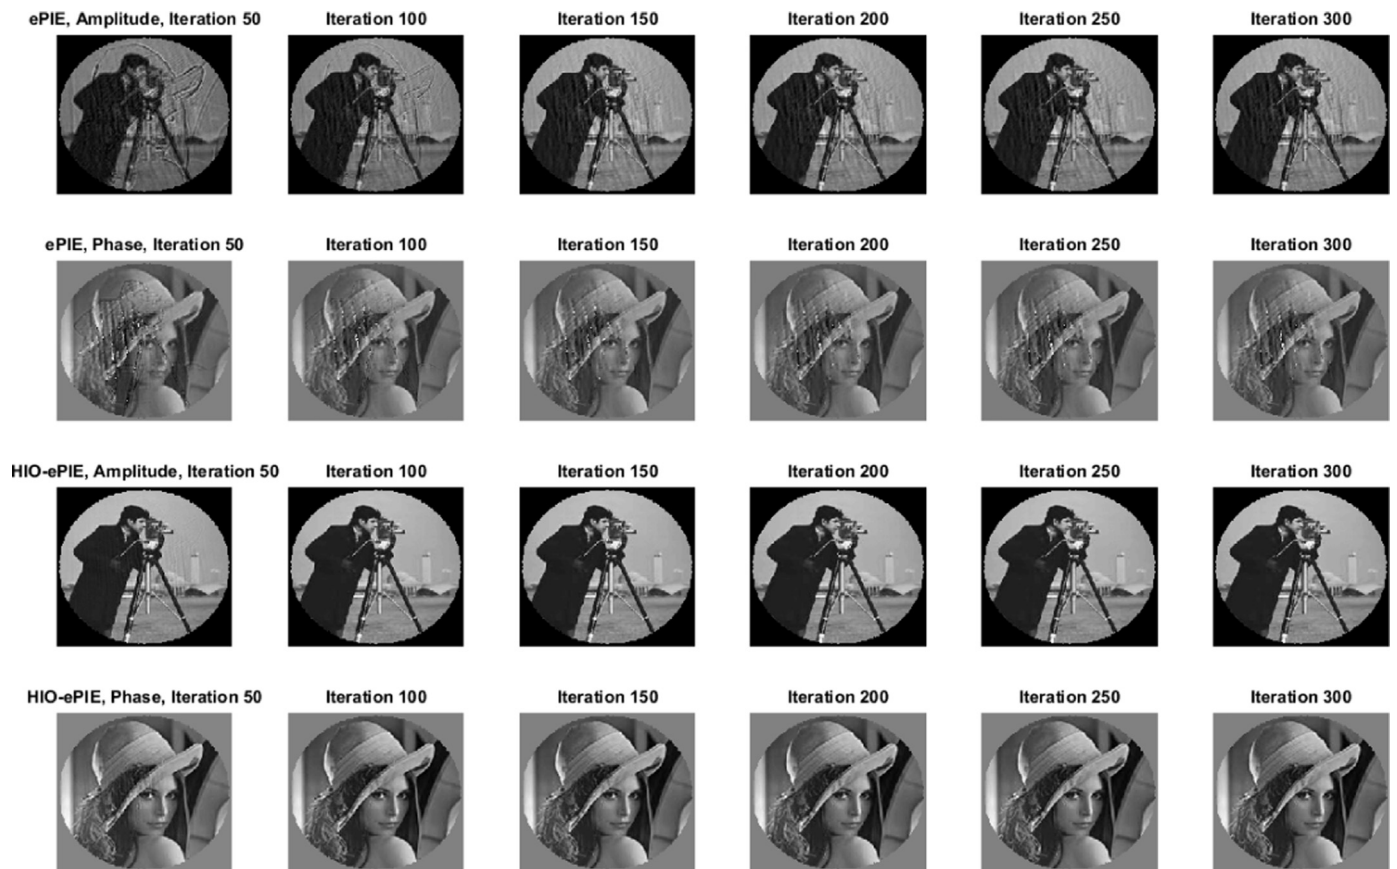 ePIE, Amplitude, Iteration 50 Iteration 100 Iteration 150 Iteration 200 Iteration 250 Iteration 300
ePIE, Phase, Iteration 50 Iteration 100 Iteration 150 Iteration 200 Iteration 250 Iteration 300
HIO-ePIE, Amplitude, Iteration 50 Iteration 100 Iteration 150 Iteration 200 Iteration 250 Iteration 300
HIO-ePIE, Phase, Iteration 50 Iteration 100 Iteration 150 Iteration 200 Iteration 250 Iteration 300